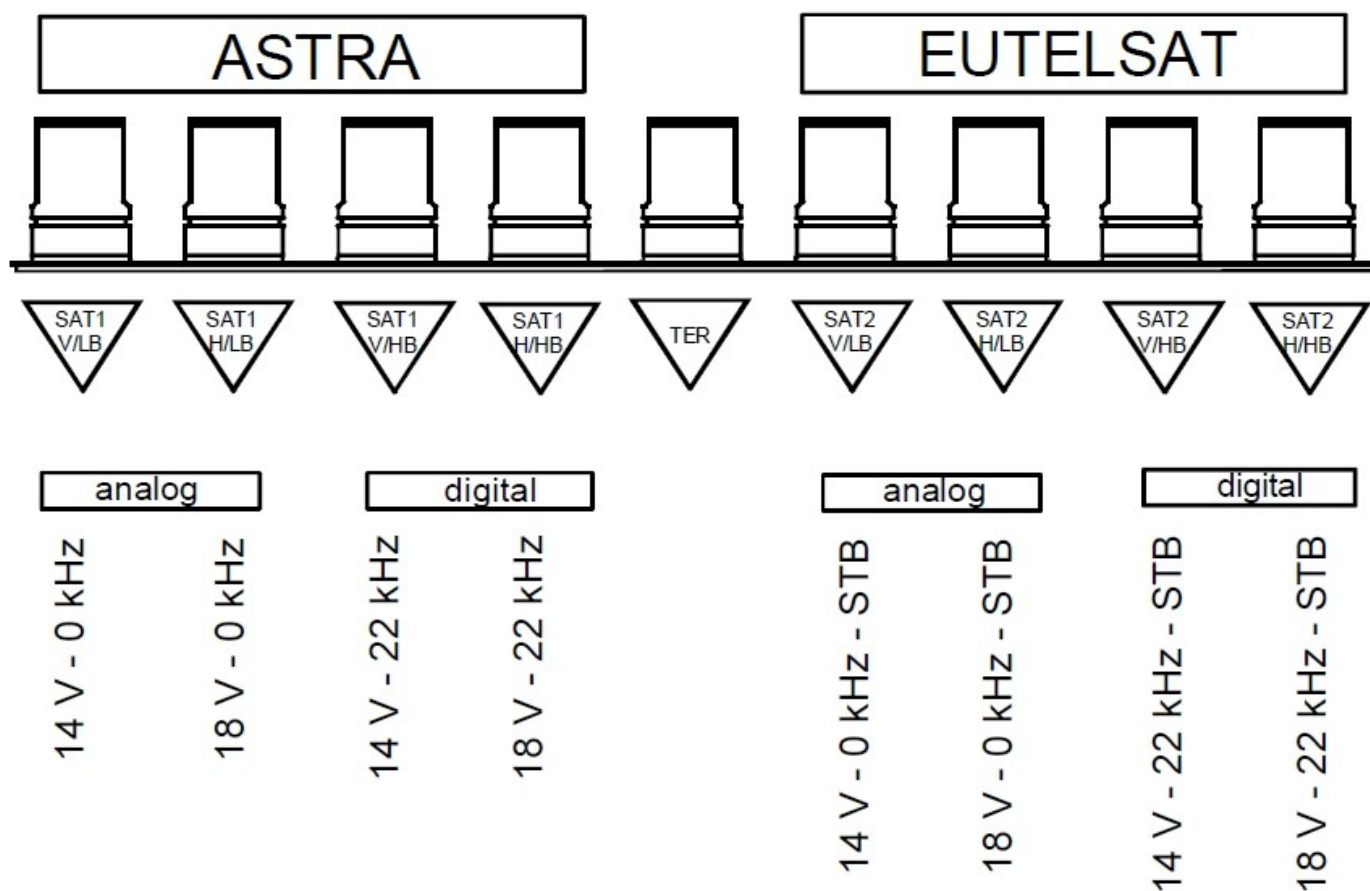 ASTRA
EUTELSAT
SAT1
V/LB
SAT1
H/LB
SAT1
V/HB
SAT1
H/HB
TER
SAT2
V/LB
SAT2
H/LB
SAT2
V/HB
SAT2
H/HB
analog
digital
analog
digital
14 V - 0 kHz
18 V - 0 kHz
14 V - 22 kHz
18 V - 22 kHz
14 V - 0 kHz - STB
18 V - 0 kHz - STB
14 V - 22 kHz - STB
18 V - 22 kHz - STB